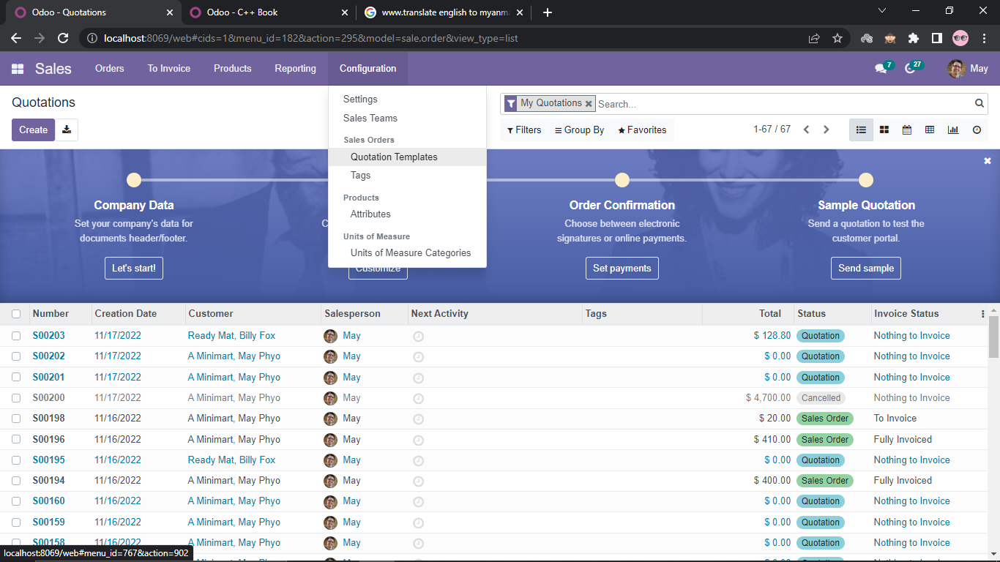 Odoo - Quotations
Odoo - C++ Book
www.translate english to myanma
localhost:8069/web#cids=1&menu_id=182&action=295&model=sale.order&view_type=list
Sales Orders To Invoice Products Reporting Configuration 7 27 May
Quotations
My Quotations Search...
Create
Filters Group By Favorites 1-67 / 67
Settings
Sales Teams
Sales Orders
Quotation Templates
Tags
Products
Attributes
Units of Measure
Units of Measure Categories
Company Data
Set your company's data for
documents header/footer.
Let's start!
Customize
Order Confirmation
Choose between electronic
signatures or online payments.
Set payments
Sample Quotation
Send a quotation to test the
customer portal.
Send sample
Number Creation Date Customer Salesperson Next Activity Tags Total Status Invoice Status
S00203 11/17/2022 Ready Mat, Billy Fox May $ 128.80 Quotation Nothing to Invoice
S00202 11/17/2022 A Minimart, May Phyo May $ 0.00 Quotation Nothing to Invoice
S00201 11/17/2022 A Minimart, May Phyo May $ 0.00 Quotation Nothing to Invoice
S00200 11/17/2022 A Minimart, May Phyo May $ 4,700.00 Cancelled Nothing to Invoice
S00198 11/16/2022 A Minimart, May Phyo May $ 20.00 Sales Order To Invoice
S00196 11/16/2022 A Minimart, May Phyo May $ 410.00 Sales Order Fully Invoiced
S00195 11/16/2022 Ready Mat, Billy Fox May $ 0.00 Quotation Nothing to Invoice
S00194 11/16/2022 A Minimart, May Phyo May $ 400.00 Sales Order Fully Invoiced
S00160 11/16/2022 A Minimart, May Phyo May $ 0.00 Quotation Nothing to Invoice
S00159 11/16/2022 A Minimart, May Phyo May $ 0.00 Quotation Nothing to Invoice
S00158 11/16/2022 A Minimart, May Phyo May $ 0.00 Quotation Nothing to Invoice
localhost:8069/web#menu_id=767&action=902